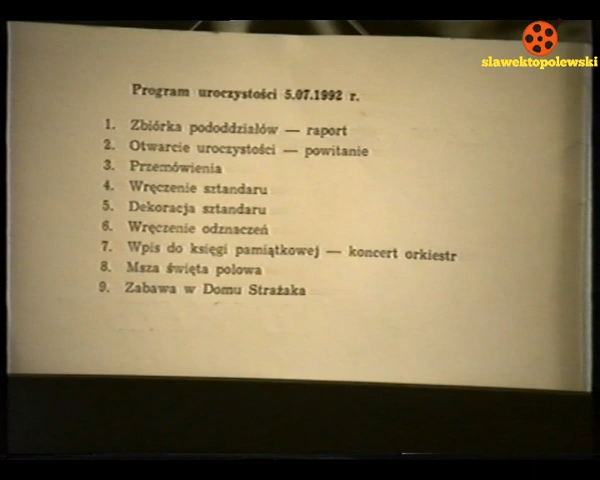 slawektopolewski
Program uroczystości 5.07.1992 r.
1. Zbiórka pododdziałów — raport
2. Otwarcie uroczystości — powitanie
3. Przemówienia
4. Wręczenie sztandaru
5. Dekoracja sztandaru
6. Wręczenie odznaczeń
7. Wpis do księgi pamiątkowej — koncert orkiestr
8. Msza święta polowa
9. Zabawa w Domu Strażaka